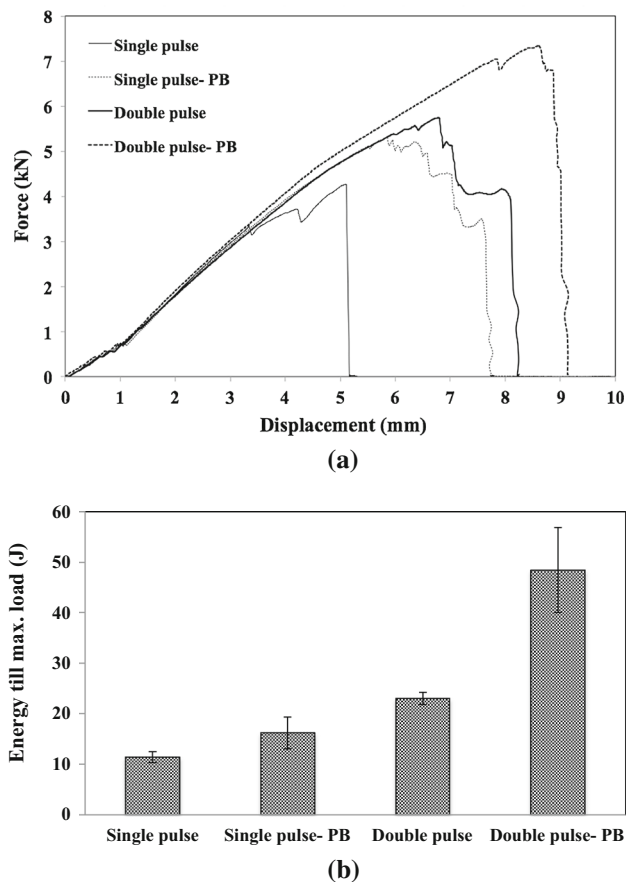 8
7
6
5
4
3
2
1
0
Force (kN)
Single pulse
Single pulse- PB
Double pulse
Double pulse- PB
0 1 2 3 4 5 6 7 8 9 10
Displacement (mm)
(a)
60
50
40
30
20
10
0
Energy till max. load (J)
Single pulse Single pulse- PB Double pulse Double pulse- PB
(b)